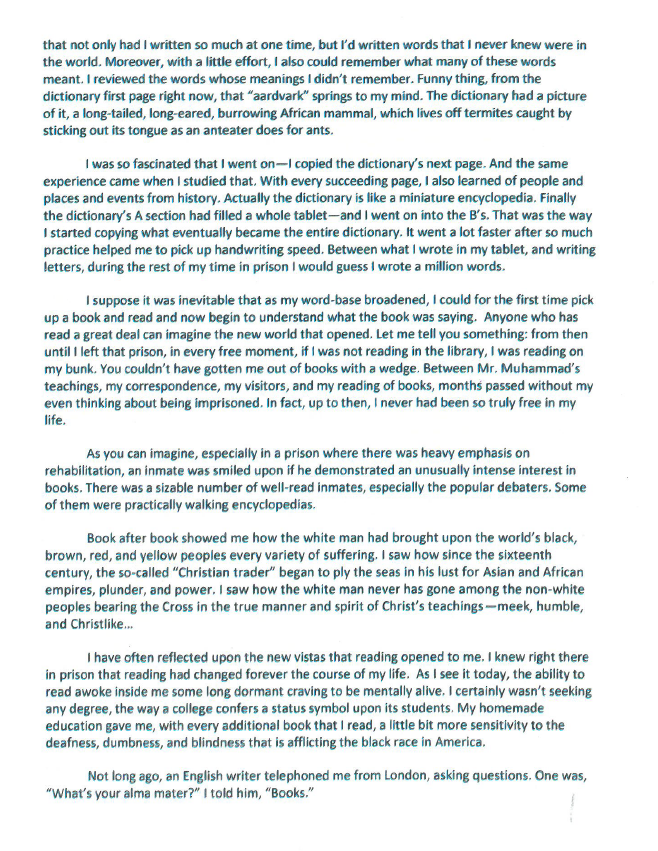 that not only had I written so much at one time, but I'd written words that I never knew were in
the world. Moreover, with a little effort, I also could remember what many of these words
meant. I reviewed the words whose meanings I didn't remember. Funny thing, from the
dictionary first page right now, that "aardvark" springs to my mind. The dictionary had a picture
of it, a long-tailed, long-eared, burrowing African mammal, which lives off termites caught by
sticking out its tongue as an anteater does for ants.
I was so fascinated that I went on—I copied the dictionary's next page. And the same
experience came when I studied that. With every succeeding page, I also learned of people and
places and events from history. Actually the dictionary is like a miniature encyclopedia. Finally
the dictionary's A section had filled a whole tablet—and I went on into the B's. That was the way
I started copying what eventually became the entire dictionary. It went a lot faster after so much
practice helped me to pick up handwriting speed. Between what I wrote in my tablet, and writing
letters, during the rest of my time in prison I would guess I wrote a million words.
I suppose it was inevitable that as my word-base broadened, I could for the first time pick
up a book and read and now begin to understand what the book was saying. Anyone who has
read a great deal can imagine the new world that opened. Let me tell you something: from then
until I left that prison, in every free moment, if I was not reading in the library, I was reading on
my bunk. You couldn't have gotten me out of books with a wedge. Between Mr. Muhammad's
teachings, my correspondence, my visitors, and my reading of books, months passed without my
even thinking about being imprisoned. In fact, up to then, I never had been so truly free in my
life.
As you can imagine, especially in a prison where there was heavy emphasis on
rehabilitation, an inmate was smiled upon if he demonstrated an unusually intense interest in
books. There was a sizable number of well-read inmates, especially the popular debaters. Some
of them were practically walking encyclopedias.
Book after book showed me how the white man had brought upon the world's black,
brown, red, and yellow peoples every variety of suffering. I saw how since the sixteenth
century, the so-called "Christian trader" began to ply the seas in his lust for Asian and African
empires, plunder, and power. I saw how the white man never has gone among the non-white
peoples bearing the Cross in the true manner and spirit of Christ's teachings—meek, humble,
and Christlike...
I have often reflected upon the new vistas that reading opened to me. I knew right there
in prison that reading had changed forever the course of my life. As I see it today, the ability to
read awoke inside me some long dormant craving to be mentally alive. I certainly wasn't seeking
any degree, the way a college confers a status symbol upon its students. My homemade
education gave me, with every additional book that I read, a little bit more sensitivity to the
deafness, dumbness, and blindness that is afflicting the black race in America.
Not long ago, an English writer telephoned me from London, asking questions. One was,
"What's your alma mater?" I told him, "Books."